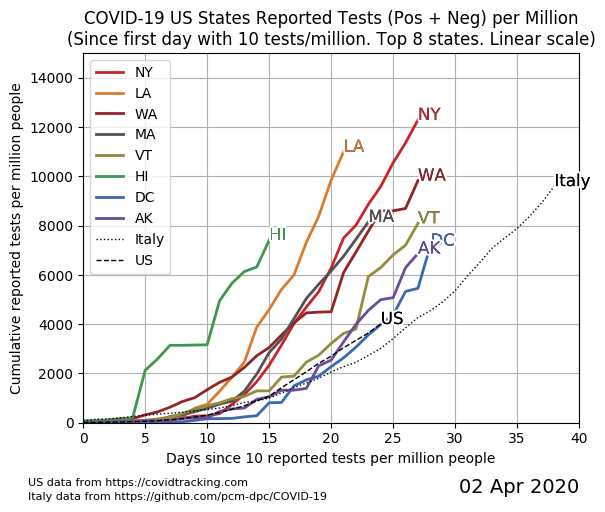 COVID-19 US States Reported Tests (Pos + Neg) per Million
(Since first day with 10 tests/million. Top 8 states. Linear scale)
Cumulative reported tests per million people
14000
12000
10000
8000
6000
4000
2000
0
NY
LA
WA
MA
VT
HI
DC
AK
Italy
US
NY
LA
WA
Italy
MA
VT
HI
DC
AK
US
0 5 10 15 20 25 30 35 40
Days since 10 reported tests per million people
US data from https://covidtracking.com
Italy data from https://github.com/pcm-dpc/COVID-19
02 Apr 2020